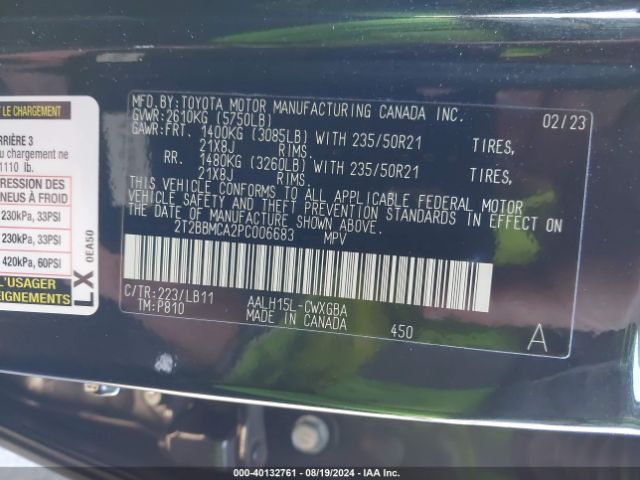 LE CHARGEMENT
ARRIÈRE 3
u chargement ne
1110 lb.
PRESSION DES
PNEUS À FROID
230kPa, 33PSI
230kPa, 33PSI
420kPa, 60PSI
L'USAGER
ENSEIGNEMENTS
LX
0EA50
MFD.BY:TOYOTA MOTOR MANUFACTURING CANADA INC. 02/23
GVWR:2610KG (5750LB)
GAWR:FRT. 1400KG (3085LB) WITH 235/50R21 TIRES,
21X8J RIMS.
RR. 1480KG (3260LB) WITH 235/50R21 TIRES,
21X8J RIMS.
THIS VEHICLE CONFORMS TO ALL APPLICABLE FEDERAL MOTOR
VEHICLE SAFETY AND THEFT PREVENTION STANDARDS IN EFFECT ON
THE DATE OF MANUFACTURE SHOWN ABOVE.
2T2BBMCA2PC006683 MPV
C/TR:223/LB11 AALH15L-CWXGBA
TM:P810 MADE IN CANADA 450 A
000-40132761 - 08/19/2024 - IAA Inc.